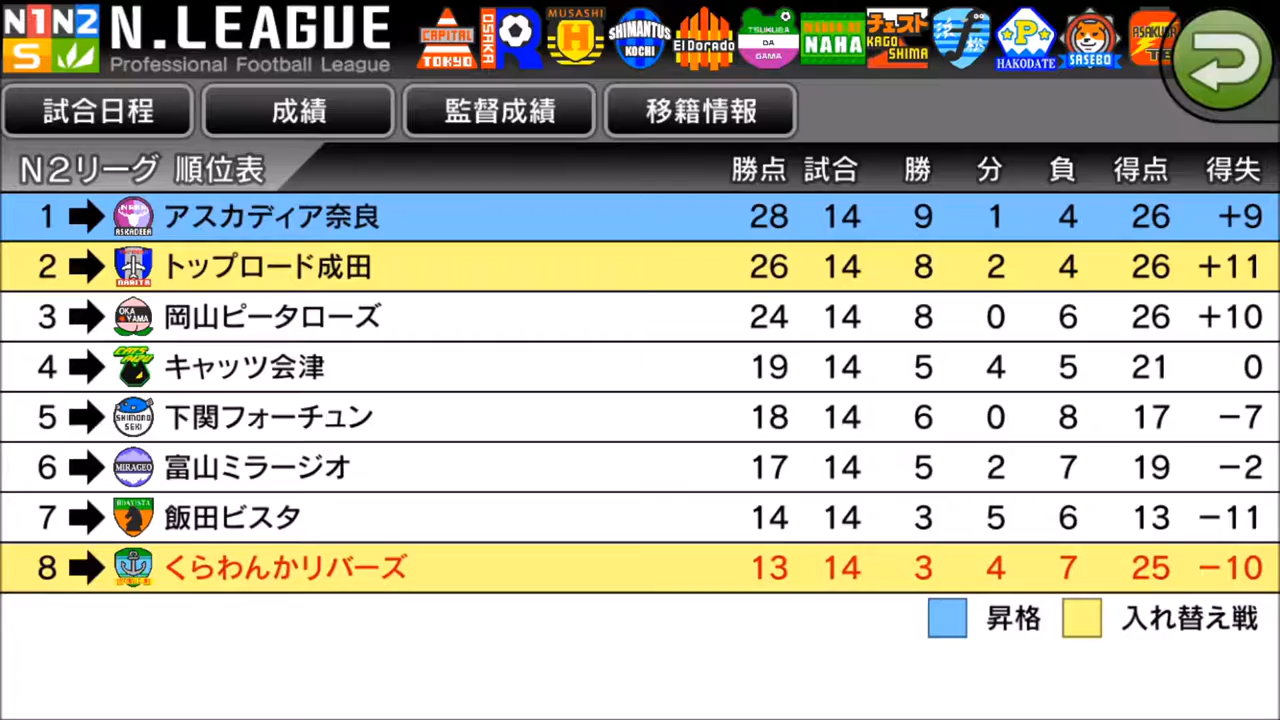 N1 N2 S N.LEAGUE
Professional Football League
CAPITAL TOKYO OSAKA R MUSASHI H SHIMANTUS KOCHI El Dorado TSUKUBA DA GAMA NAHA チェスト KAGO SHIMA 浜松 P HAKODATE SASEBO
試合日程 成績 監督成績 移籍情報
N2リーグ 順位表 勝点 試合 勝 分 負 得点 得失
1 アスカディア奈良 28 14 9 1 4 26 +9
2 トップロード成田 26 14 8 2 4 26 +11
3 岡山ピータローズ 24 14 8 0 6 26 +10
4 キャッツ会津 19 14 5 4 5 21 0
5 下関フォーチュン 18 14 6 0 8 17 −7
6 富山ミラージオ 17 14 5 2 7 19 −2
7 飯田ビスタ 14 14 3 5 6 13 −11
8 くらわんかリバーズ 13 14 3 4 7 25 −10
昇格 入れ替え戦